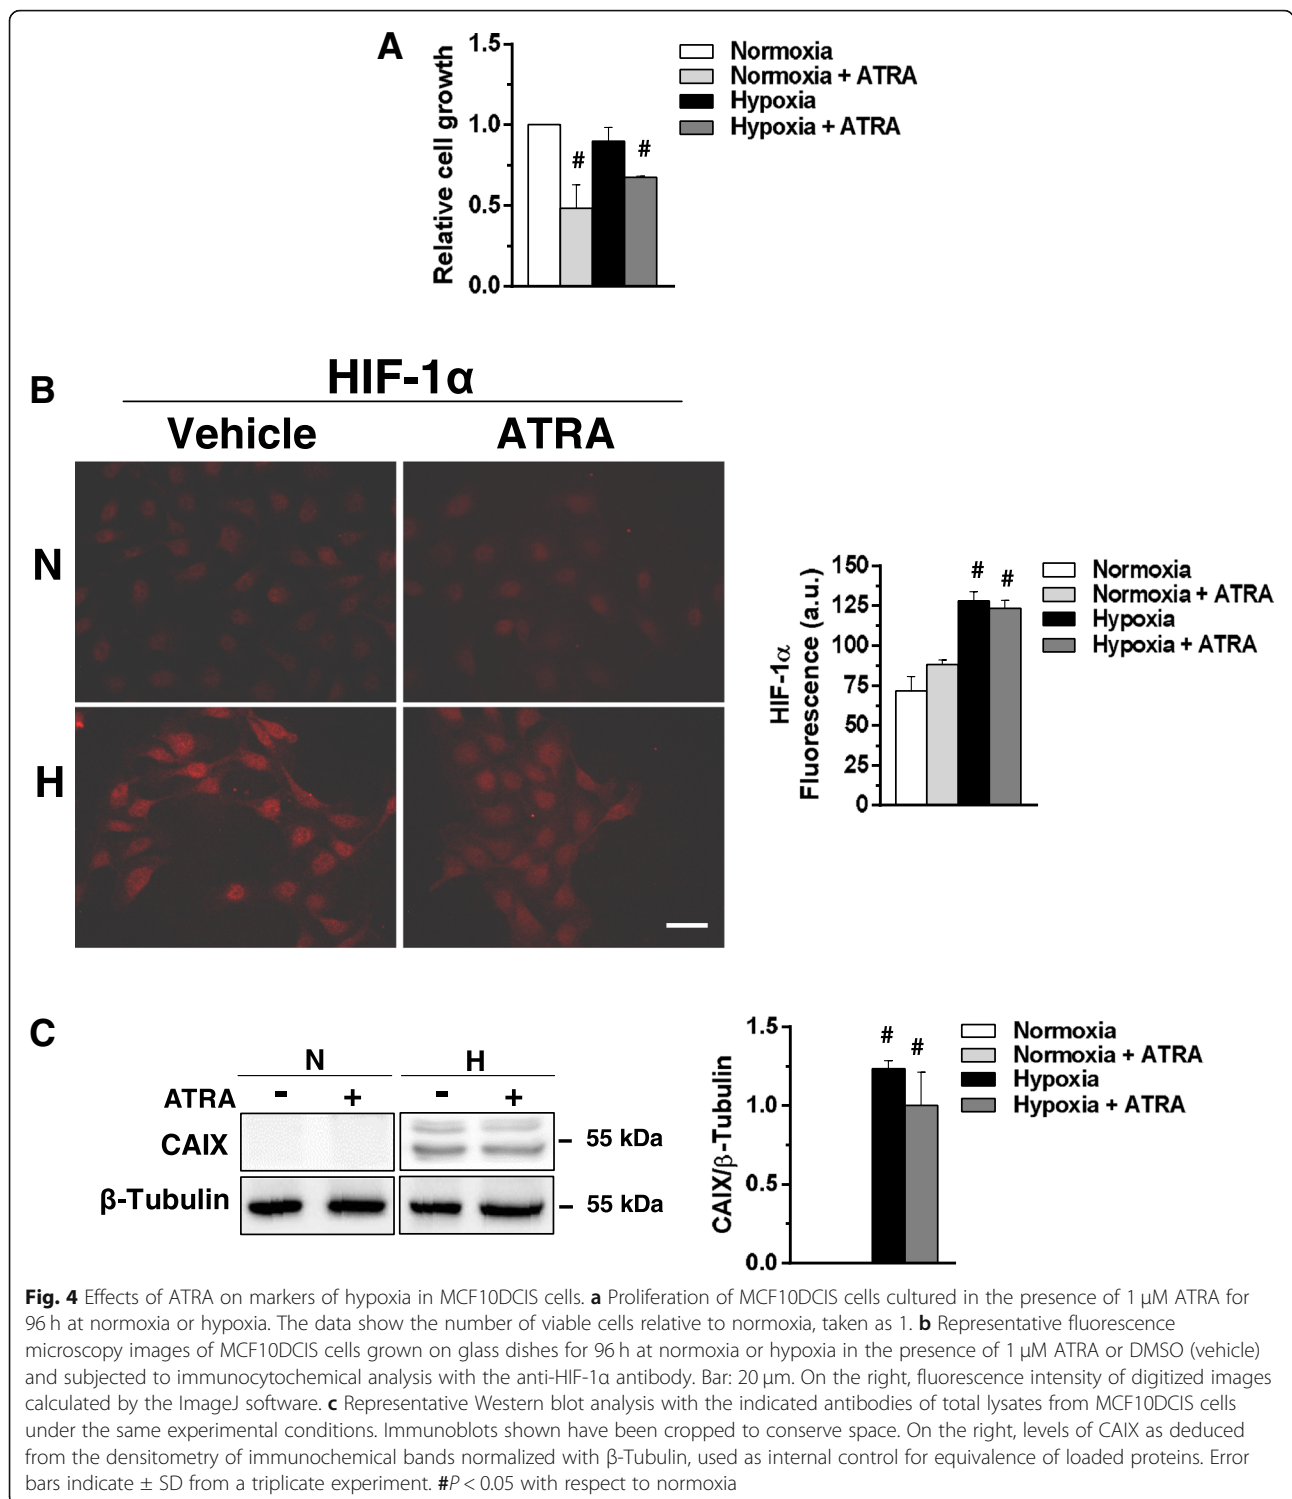 A
1.5
1.0
0.5
0.0
Relative cell growth
#
#
Normoxia
Normoxia + ATRA
Hypoxia
Hypoxia + ATRA
B
HIF-1α
Vehicle
ATRA
N
H
150
125
100
75
50
25
0
HIF-1α
Fluorescence (a.u.)
#
#
Normoxia
Normoxia + ATRA
Hypoxia
Hypoxia + ATRA
C
N
H
ATRA - + - +
CAIX
55 kDa
β-Tubulin
55 kDa
1.5
1.0
0.5
0.0
CAIX/β-Tubulin
#
#
Normoxia
Normoxia + ATRA
Hypoxia
Hypoxia + ATRA
Fig. 4 Effects of ATRA on markers of hypoxia in MCF10DCIS cells. a Proliferation of MCF10DCIS cells cultured in the presence of 1 μM ATRA for
96 h at normoxia or hypoxia. The data show the number of viable cells relative to normoxia, taken as 1. b Representative fluorescence
microscopy images of MCF10DCIS cells grown on glass dishes for 96 h at normoxia or hypoxia in the presence of 1 μM ATRA or DMSO (vehicle)
and subjected to immunocytochemical analysis with the anti-HIF-1α antibody. Bar: 20 μm. On the right, fluorescence intensity of digitized images
calculated by the ImageJ software. c Representative Western blot analysis with the indicated antibodies of total lysates from MCF10DCIS cells
under the same experimental conditions. Immunoblots shown have been cropped to conserve space. On the right, levels of CAIX as deduced
from the densitometry of immunochemical bands normalized with β-Tubulin, used as internal control for equivalence of loaded proteins. Error
bars indicate ± SD from a triplicate experiment. #P < 0.05 with respect to normoxia